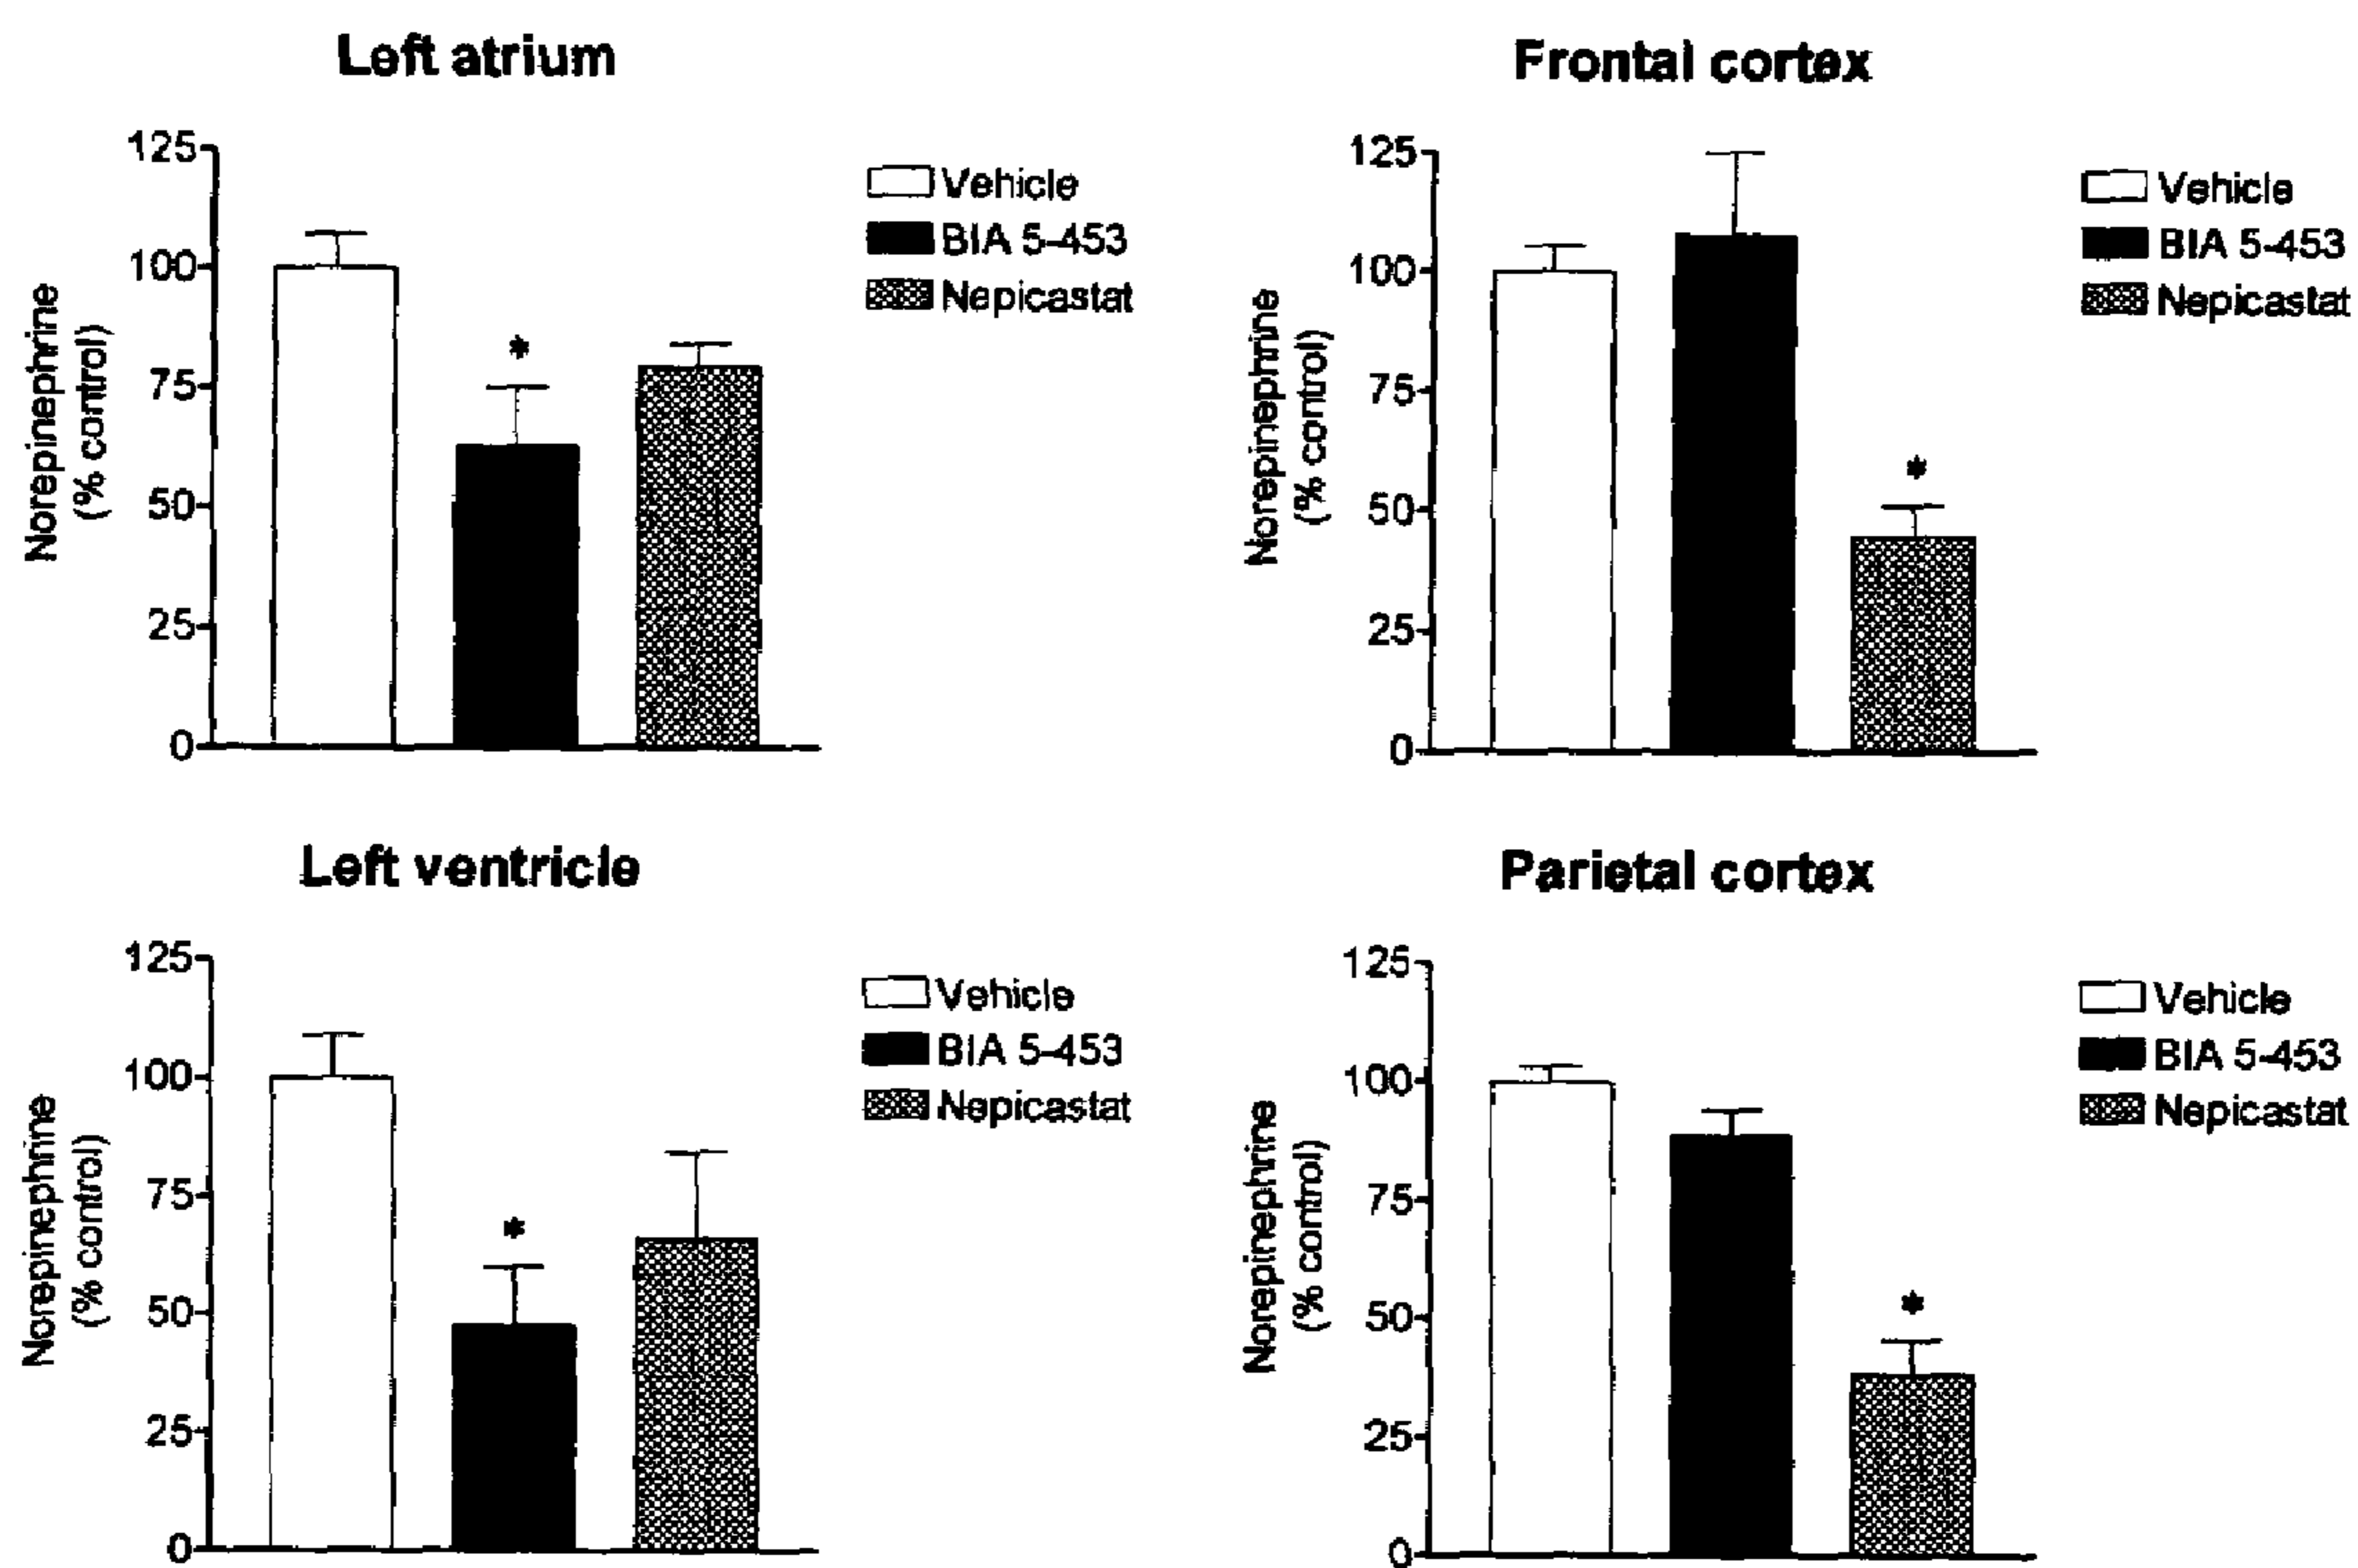 Left atrium
125
100
75
50
25
0
Norepinephrine
(% control)
*
Vehicle
BIA 5-453
Nepicastat
Frontal cortex
125
100
75
50
25
0
Norepinephrine
(% control)
*
Vehicle
BIA 5-453
Nepicastat
Left ventricle
125
100
75
50
25
0
Norepinephrine
(% control)
*
Vehicle
BIA 5-453
Nepicastat
Parietal cortex
125
100
75
50
25
0
Norepinephrine
(% control)
*
Vehicle
BIA 5-453
Nepicastat